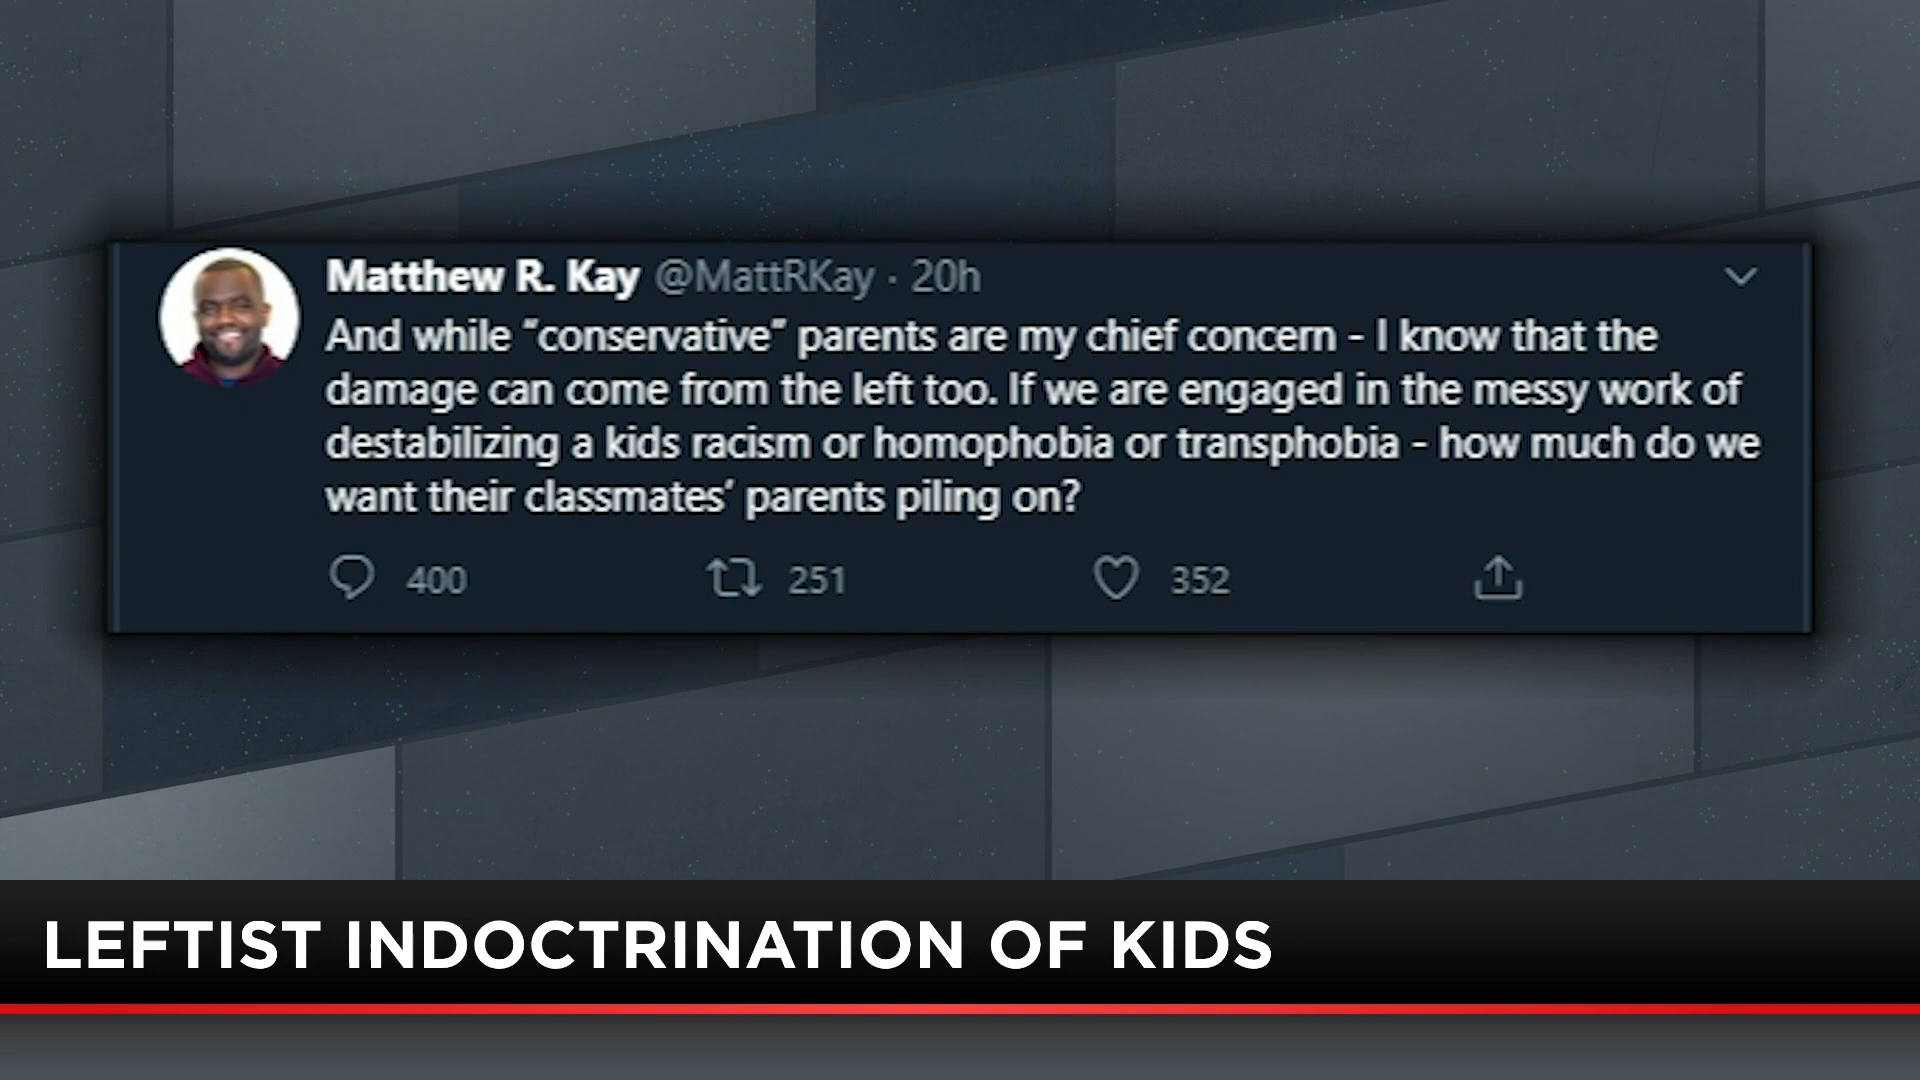 Matthew R. Kay @MattRKay · 20h
And while “conservative” parents are my chief concern - I know that the
damage can come from the left too. If we are engaged in the messy work of
destabilizing a kids racism or homophobia or transphobia - how much do we
want their classmates’ parents piling on?
400 251 352
LEFTIST INDOCTRINATION OF KIDS